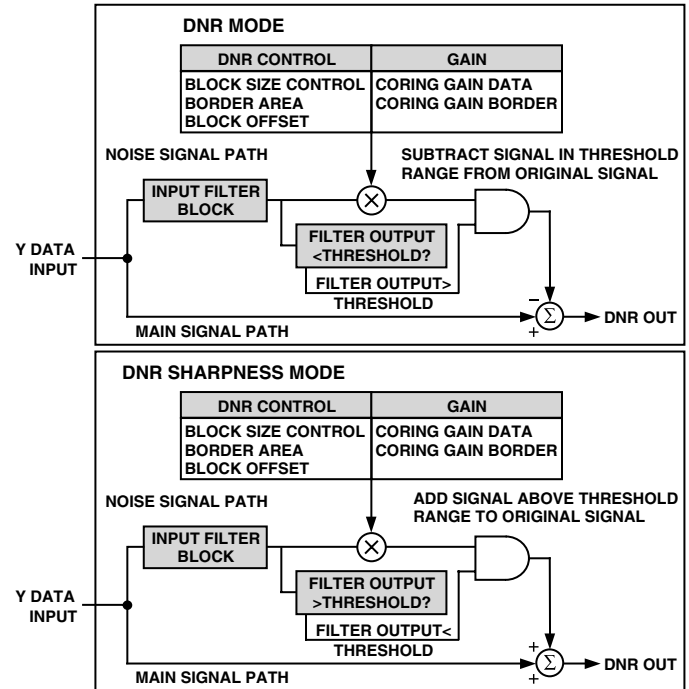 DNR MODE
DNR CONTROL GAIN
BLOCK SIZE CONTROL CORING GAIN DATA
BORDER AREA CORING GAIN BORDER
BLOCK OFFSET
NOISE SIGNAL PATH
SUBTRACT SIGNAL IN THRESHOLD
RANGE FROM ORIGINAL SIGNAL
INPUT FILTER
BLOCK
×
FILTER OUTPUT
<THRESHOLD?
Y DATA
INPUT
FILTER OUTPUT>
THRESHOLD
–
Σ
+
DNR OUT
MAIN SIGNAL PATH
DNR SHARPNESS MODE
DNR CONTROL GAIN
BLOCK SIZE CONTROL CORING GAIN DATA
BORDER AREA CORING GAIN BORDER
BLOCK OFFSET
NOISE SIGNAL PATH
ADD SIGNAL ABOVE THRESHOLD
RANGE TO ORIGINAL SIGNAL
INPUT FILTER
BLOCK
×
FILTER OUTPUT
>THRESHOLD?
Y DATA
INPUT
FILTER OUTPUT<
THRESHOLD
+
Σ
+
DNR OUT
MAIN SIGNAL PATH